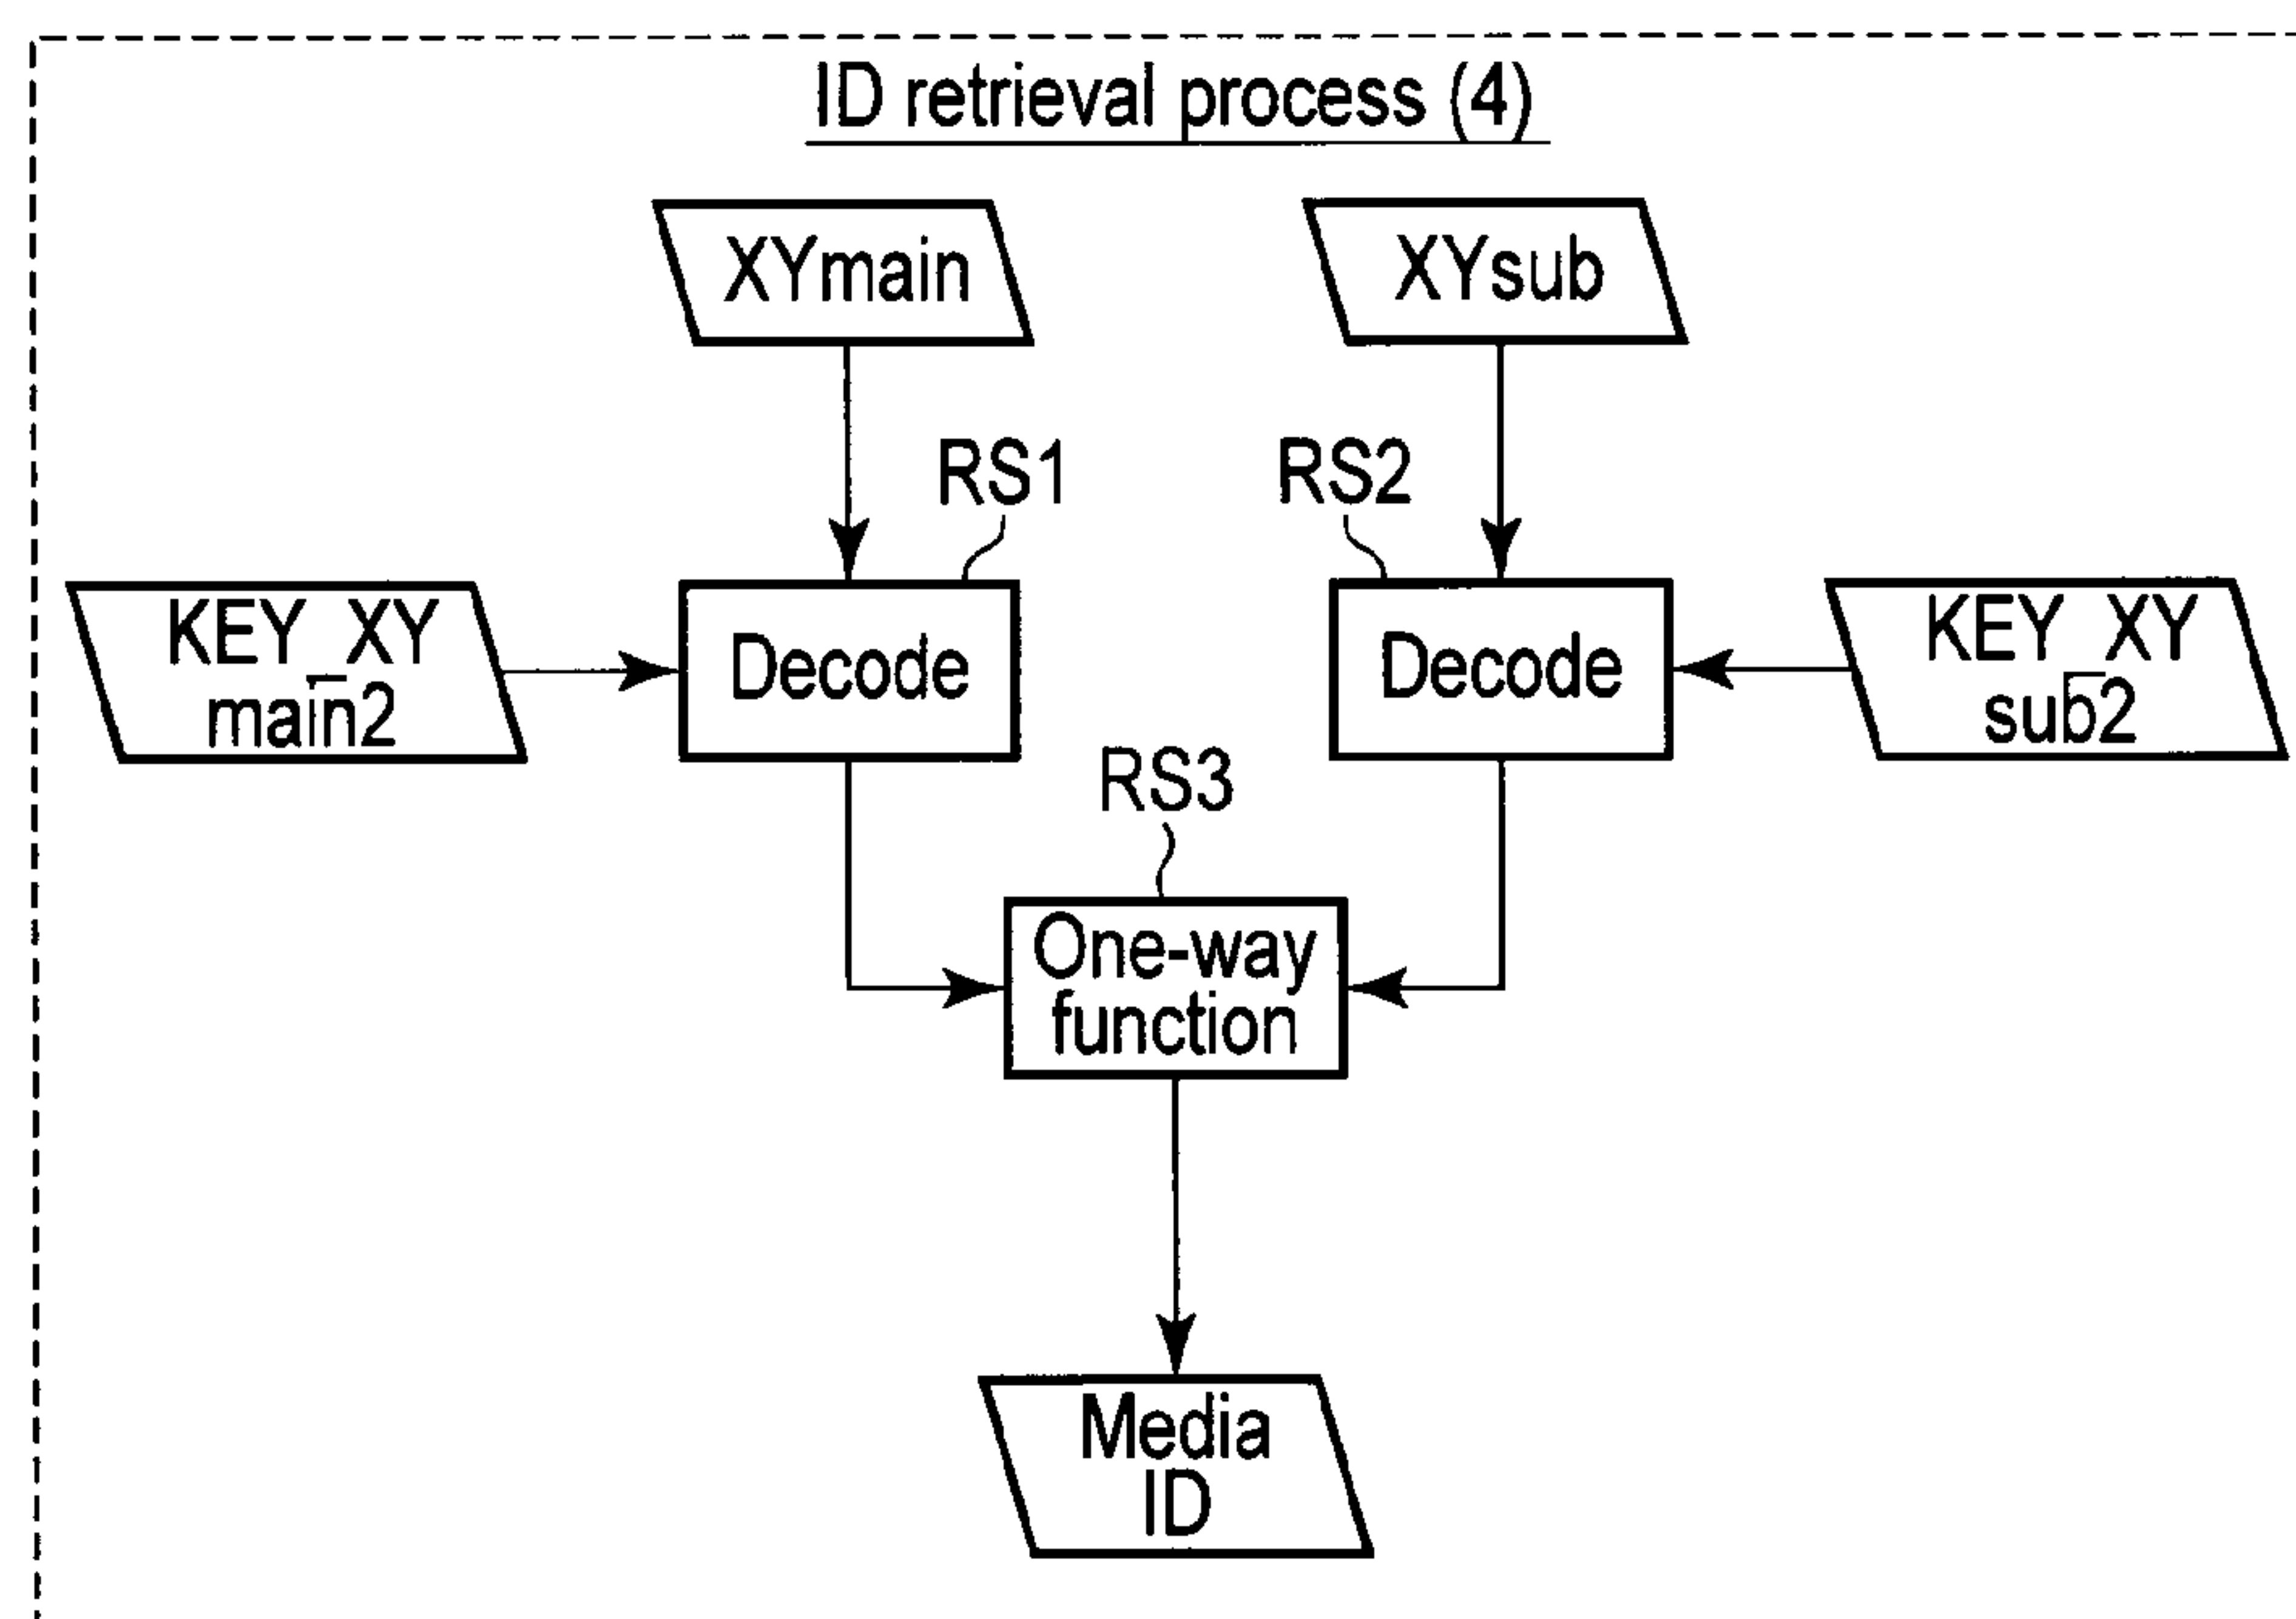 ID retrieval process (4)
XYmain
XYsub
RS1
RS2
KEY_XY
main2
Decode
Decode
KEY_XY
sub2
RS3
One-way
function
Media
ID